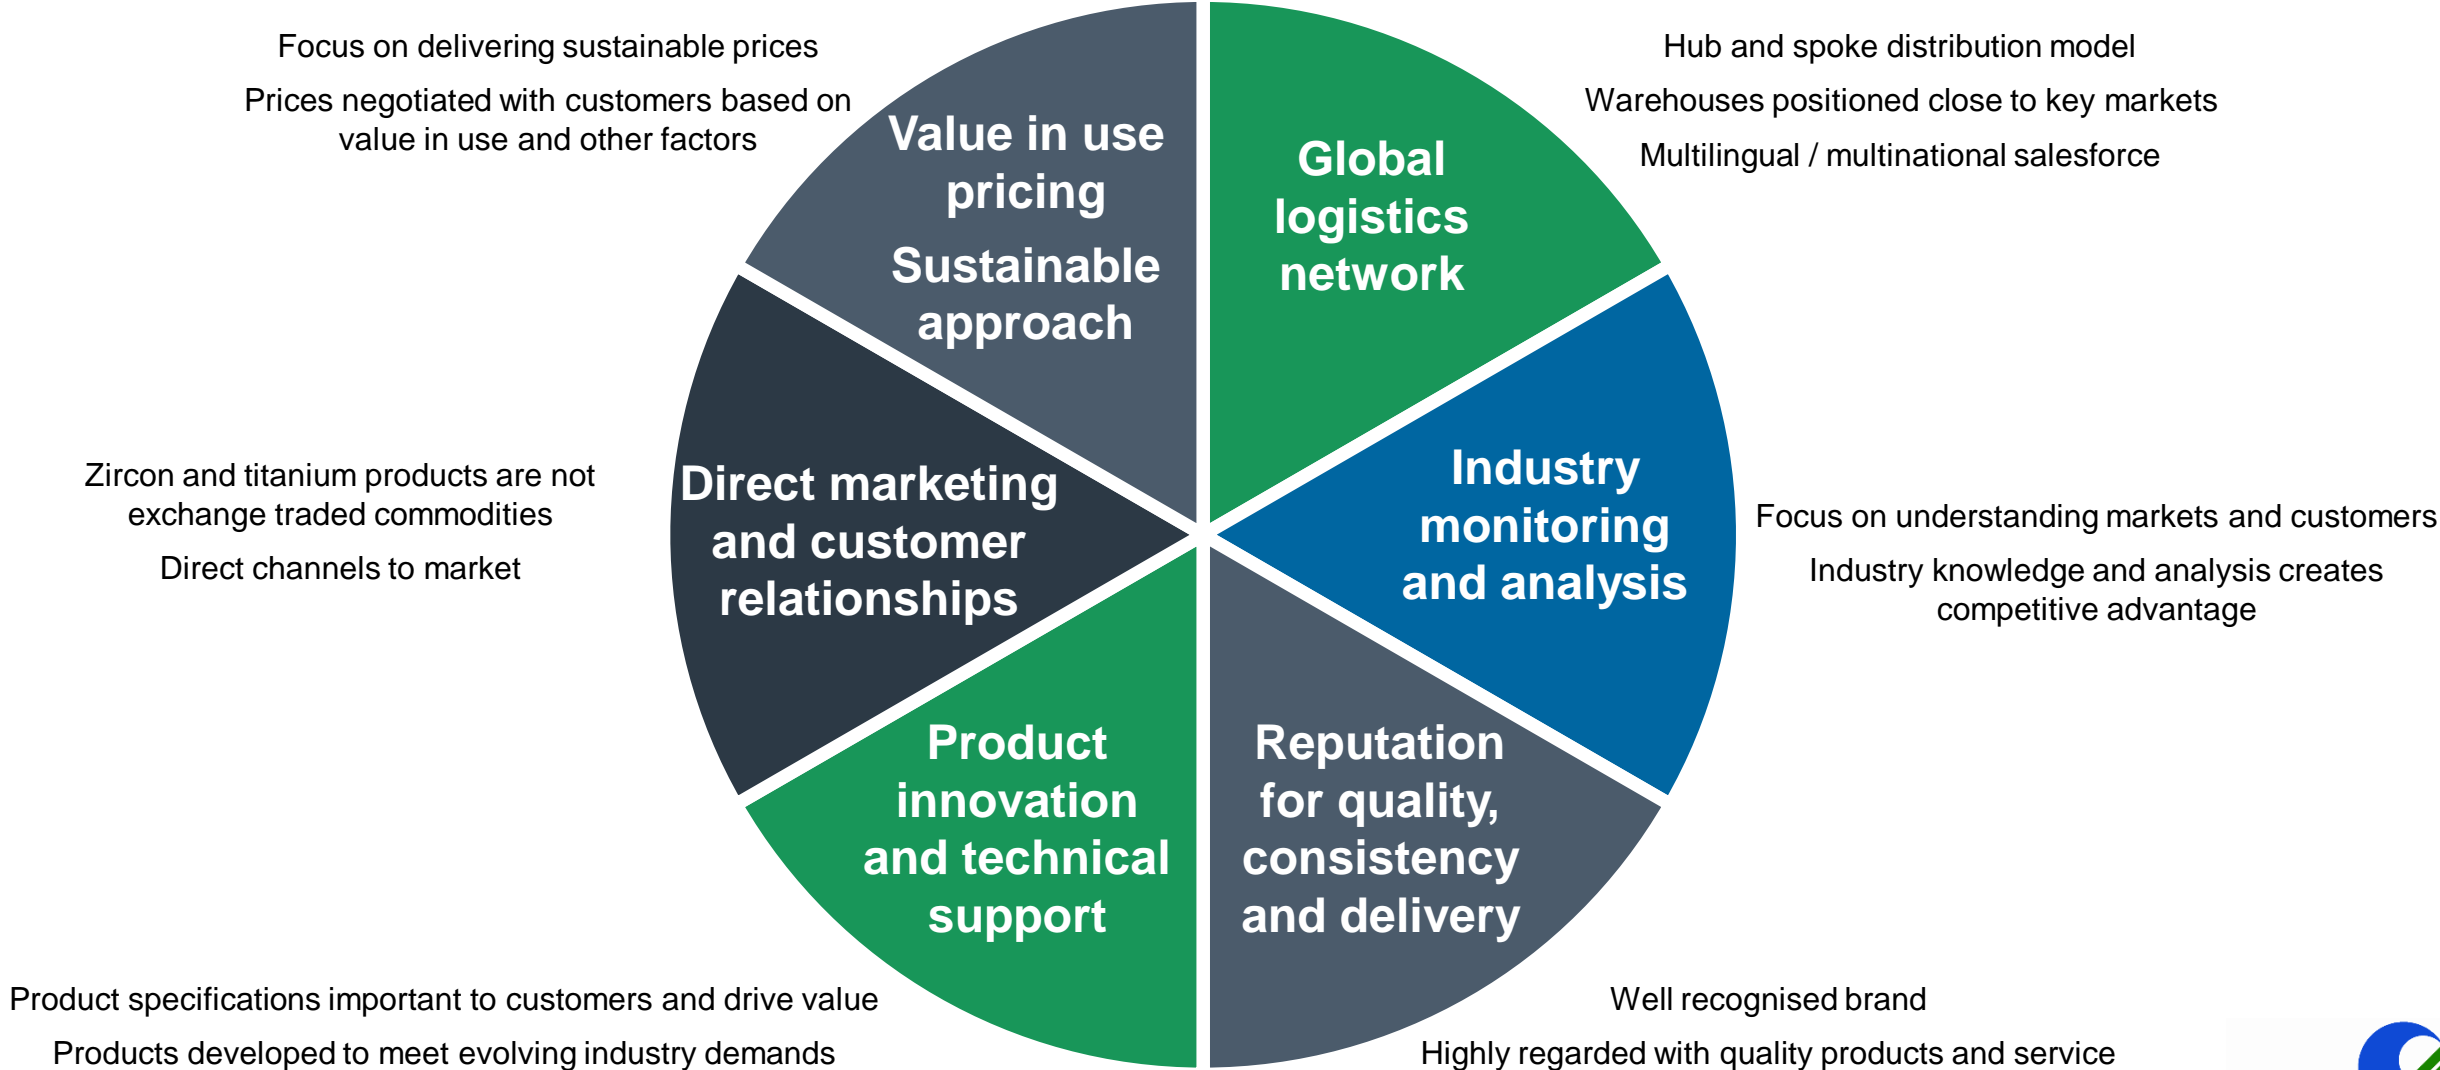 Focus on delivering sustainable prices
Prices negotiated with customers based on
value in use and other factors
Value in use
pricing
Sustainable
approach
Global
logistics
network
Hub and spoke distribution model
Warehouses positioned close to key markets
Multilingual / multinational salesforce
Zircon and titanium products are not
exchange traded commodities
Direct channels to market
Direct marketing
and customer
relationships
Industry
monitoring
and analysis
Focus on understanding markets and customers
Industry knowledge and analysis creates
competitive advantage
Product
innovation
and technical
support
Reputation
for quality,
consistency
and delivery
Product specifications important to customers and drive value
Products developed to meet evolving industry demands
Well recognised brand
Highly regarded with quality products and service